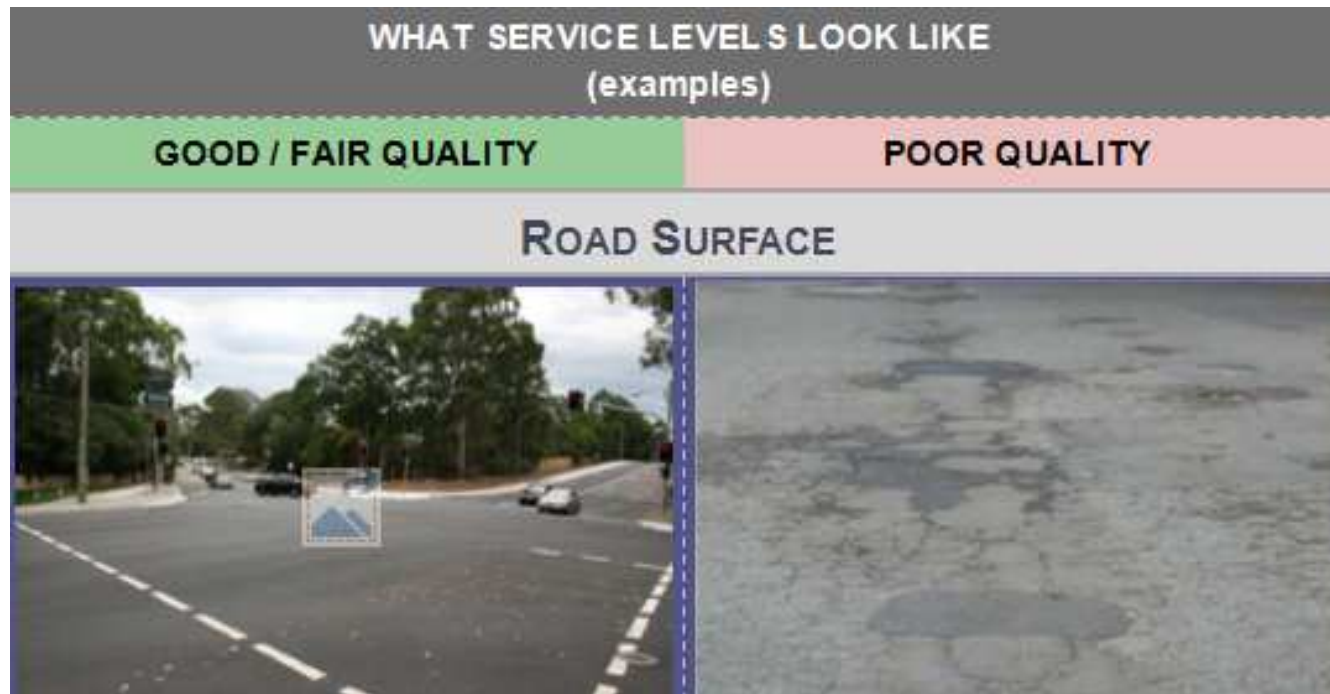 WHAT SERVICE LEVELS LOOK LIKE
(examples)
GOOD / FAIR QUALITY
POOR QUALITY
ROAD SURFACE